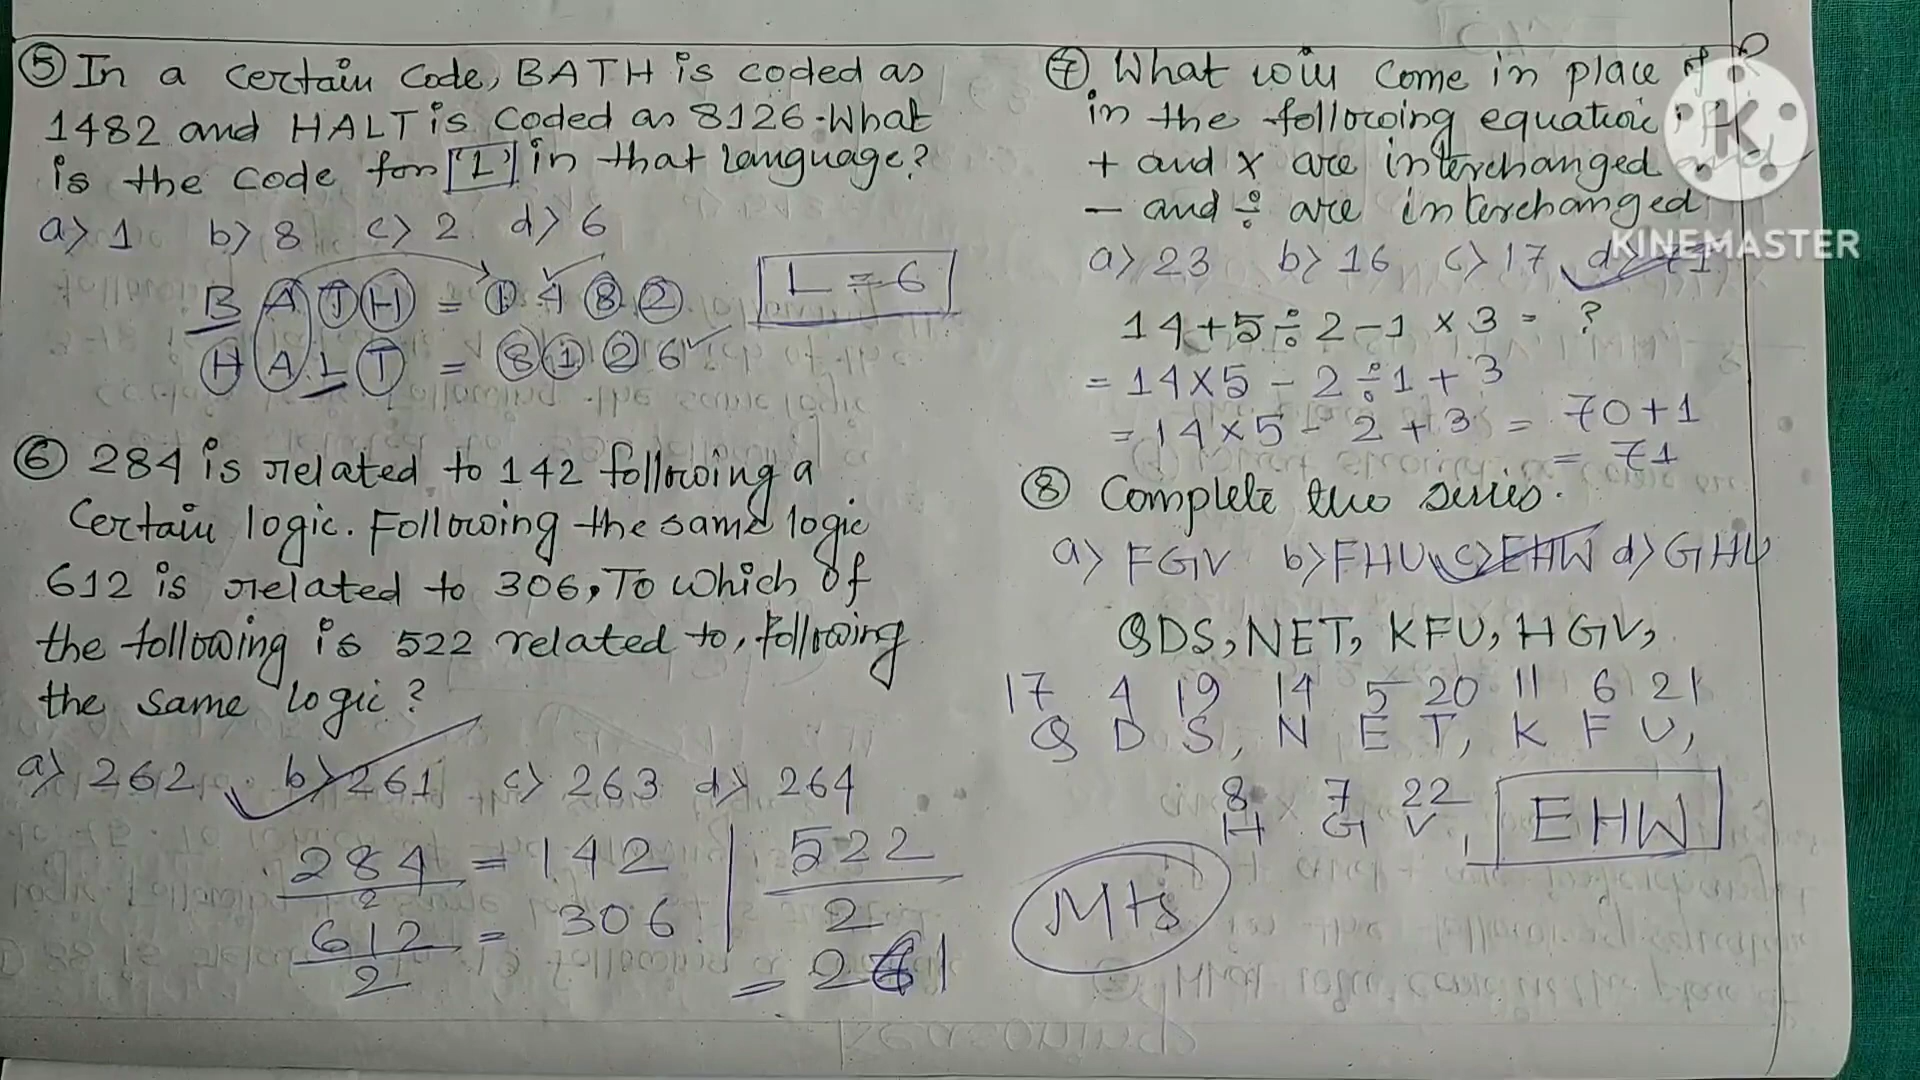 ⑤ In a certain code, BATH is coded as
1482 and HALT is coded as 8126. What
is the code for 'L' in that language?
a) 1 b) 8 c) 2 d) 6
B A T H = 1 4 8 2
L = 6
H A L T = 8 1 2 6
⑥ 284 is related to 142 following a
certain logic. Following the same logic
612 is related to 306, To which of
the following is 522 related to, following
the same logic?
a) 262 b) 261 c) 263 d) 264
284/2 = 142
612/2 = 306
522/2
= 261
⑦ What will come in place of ?
in the following equation if
+ and × are interchanged and
− and ÷ are interchanged
a) 23 b) 16 c) 17 d) 71
14+5÷2−1×3 = ?
= 14×5−2÷1+3
= 14×5−2+3 = 70+1
= 71
⑧ Complete the series.
a) FGV b) FHU c) EHW d) GHU
QDS, NET, KFU, HGV,
17 4 19 14 5 20 11 6 21
Q D S, N E T, K F U,
8 7 22
H G V, EHW
Mts
K
KINEMASTER